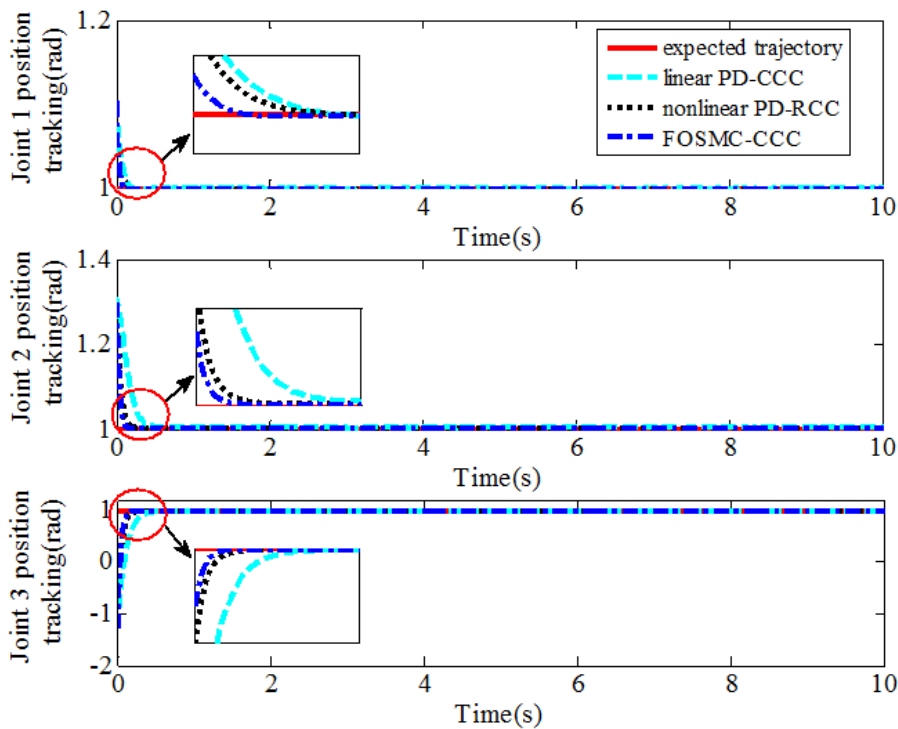 Joint 1 position
tracking(rad)
1.2
1
expected trajectory
linear PD-CCC
nonlinear PD-RCC
FOSMC-CCC
0 2 4 6 8 10
Time(s)
Joint 2 position
tracking(rad)
1.4
1.2
1
0 2 4 6 8 10
Time(s)
Joint 3 position
tracking(rad)
1
0
-1
-2
0 2 4 6 8 10
Time(s)